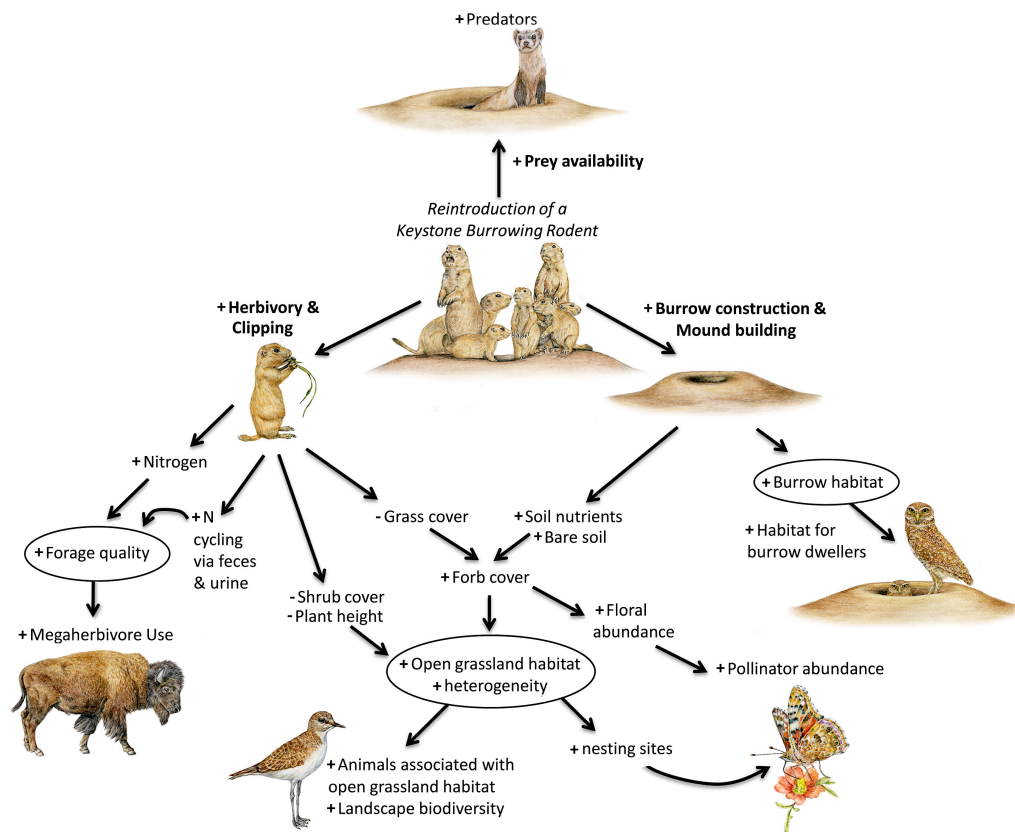 +Predators
+Prey availability
Reintroduction of a
Keystone Burrowing Rodent
+Herbivory &
Clipping
+Burrow construction &
Mound building
+Nitrogen
+Burrow habitat
-Grass cover
+Soil nutrients
+Bare soil
+N
cycling
via feces
& urine
+Habitat for
burrow dwellers
+Forage quality
+Forb cover
-Shrub cover
-Plant height
+Floral
abundance
+Megaherbivore Use
+Open grassland habitat
+heterogeneity
+Pollinator abundance
+nesting sites
+Animals associated with
open grassland habitat
+Landscape biodiversity